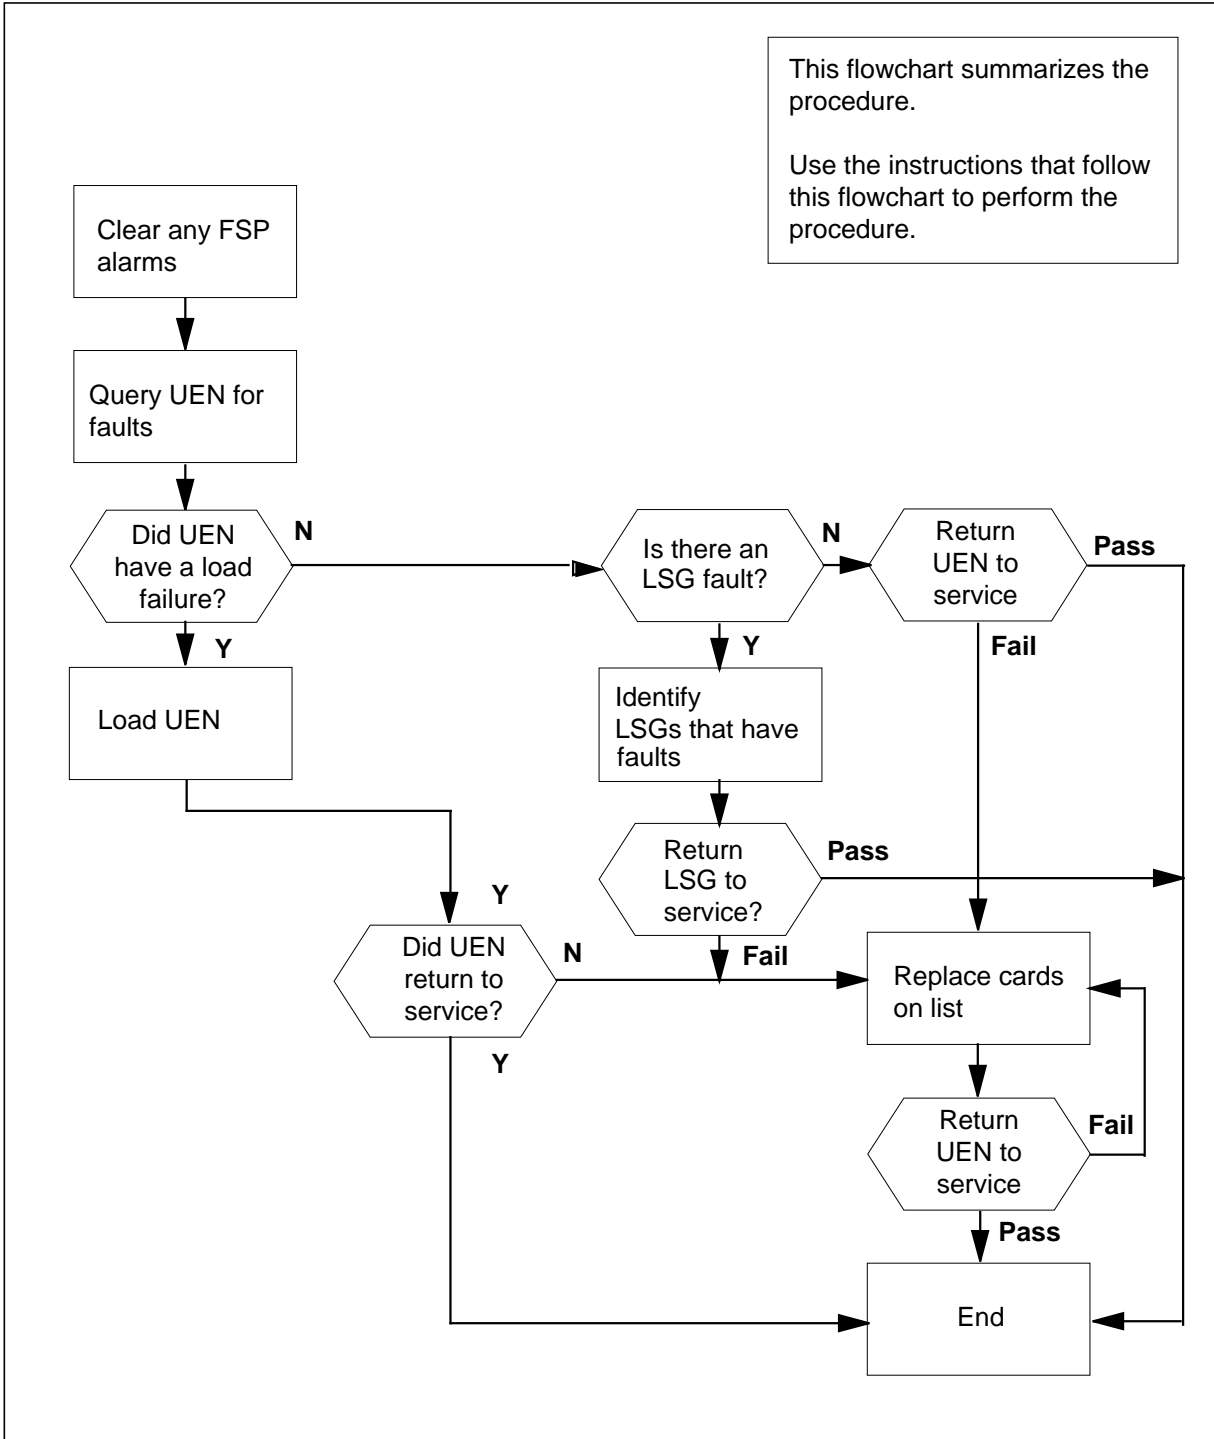 This flowchart summarizes the
procedure.
Use the instructions that follow
this flowchart to perform the
procedure.
Clear any FSP
alarms
Query UEN for
faults
Did UEN
have a load
failure?
N
Y
Is there an
LSG fault?
N
Y
Return
UEN to
service
Pass
Fail
Load UEN
Identify
LSGs that have
faults
Return
LSG to
service?
Pass
Fail
Y
Did UEN
return to
service?
N
Y
Replace cards
on list
Return
UEN to
service
Fail
Pass
End